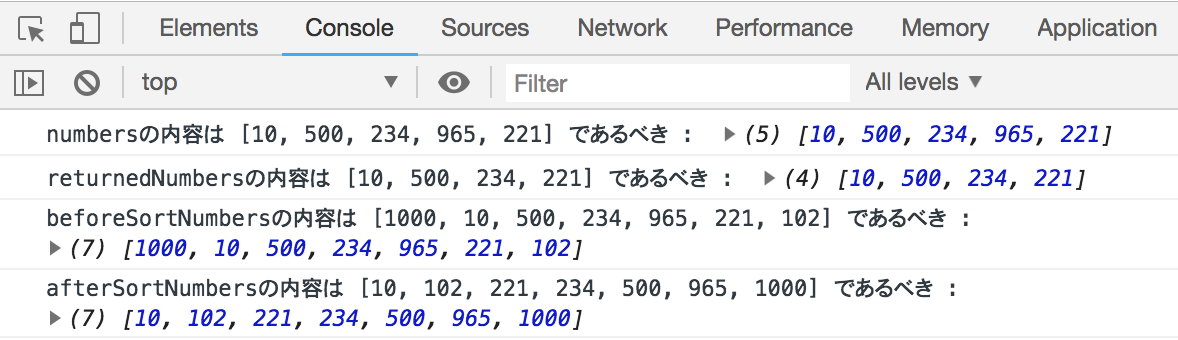 Elements Console Sources Network Performance Memory Application
top Filter All levels
numbersの内容は [10, 500, 234, 965, 221] であるべき : (5) [10, 500, 234, 965, 221]
returnedNumbersの内容は [10, 500, 234, 221] であるべき : (4) [10, 500, 234, 221]
beforeSortNumbersの内容は [1000, 10, 500, 234, 965, 221, 102] であるべき :
(7) [1000, 10, 500, 234, 965, 221, 102]
afterSortNumbersの内容は [10, 102, 221, 234, 500, 965, 1000] であるべき :
(7) [10, 102, 221, 234, 500, 965, 1000]